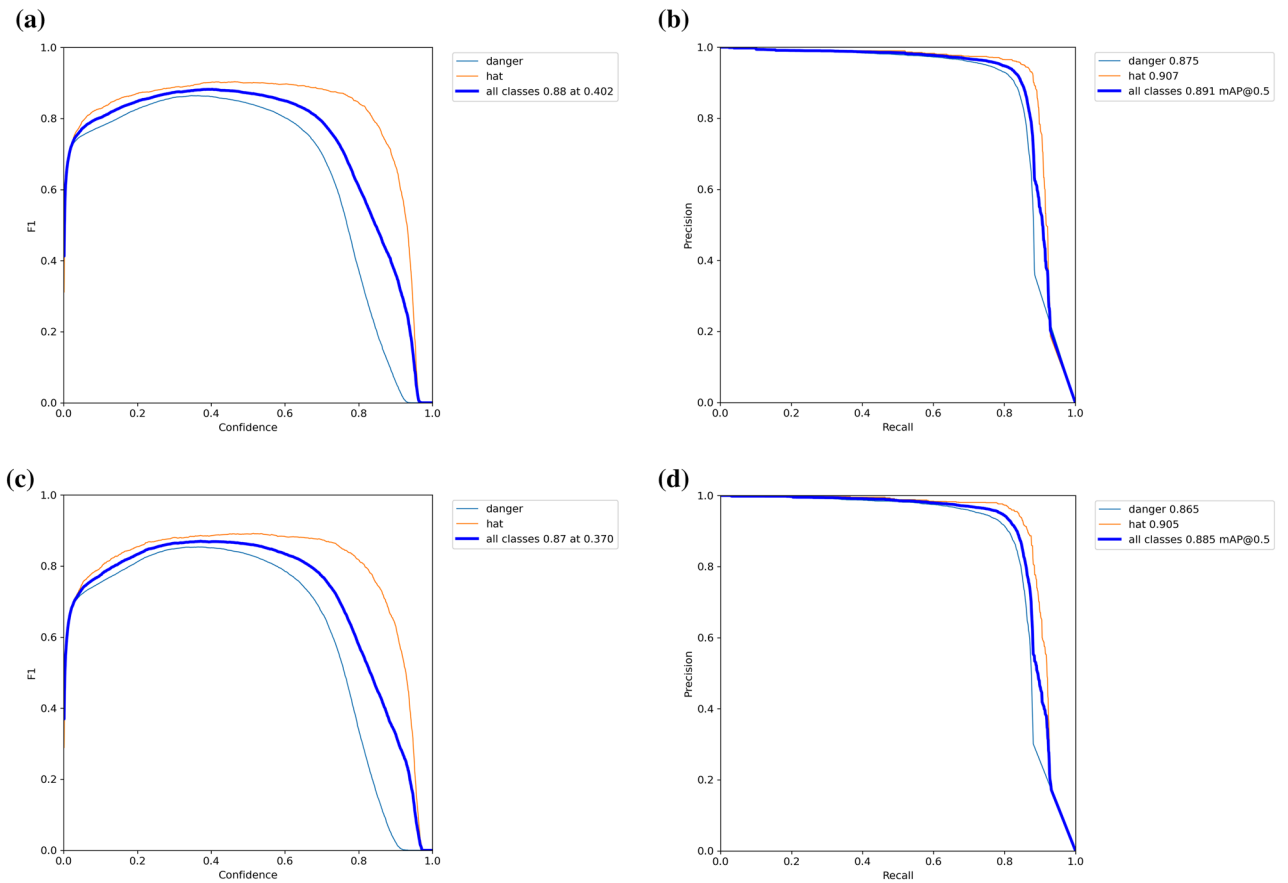 (a)
1.0
0.8
0.6
0.4
0.2
0.0
F1
0.0 0.2 0.4 0.6 0.8 1.0
Confidence
danger
hat
all classes 0.88 at 0.402
(b)
1.0
0.8
0.6
0.4
0.2
0.0
Precision
0.0 0.2 0.4 0.6 0.8 1.0
Recall
danger 0.875
hat 0.907
all classes 0.891 mAP@0.5
(c)
1.0
0.8
0.6
0.4
0.2
0.0
F1
0.0 0.2 0.4 0.6 0.8 1.0
Confidence
danger
hat
all classes 0.87 at 0.370
(d)
1.0
0.8
0.6
0.4
0.2
0.0
Precision
0.0 0.2 0.4 0.6 0.8 1.0
Recall
danger 0.865
hat 0.905
all classes 0.885 mAP@0.5